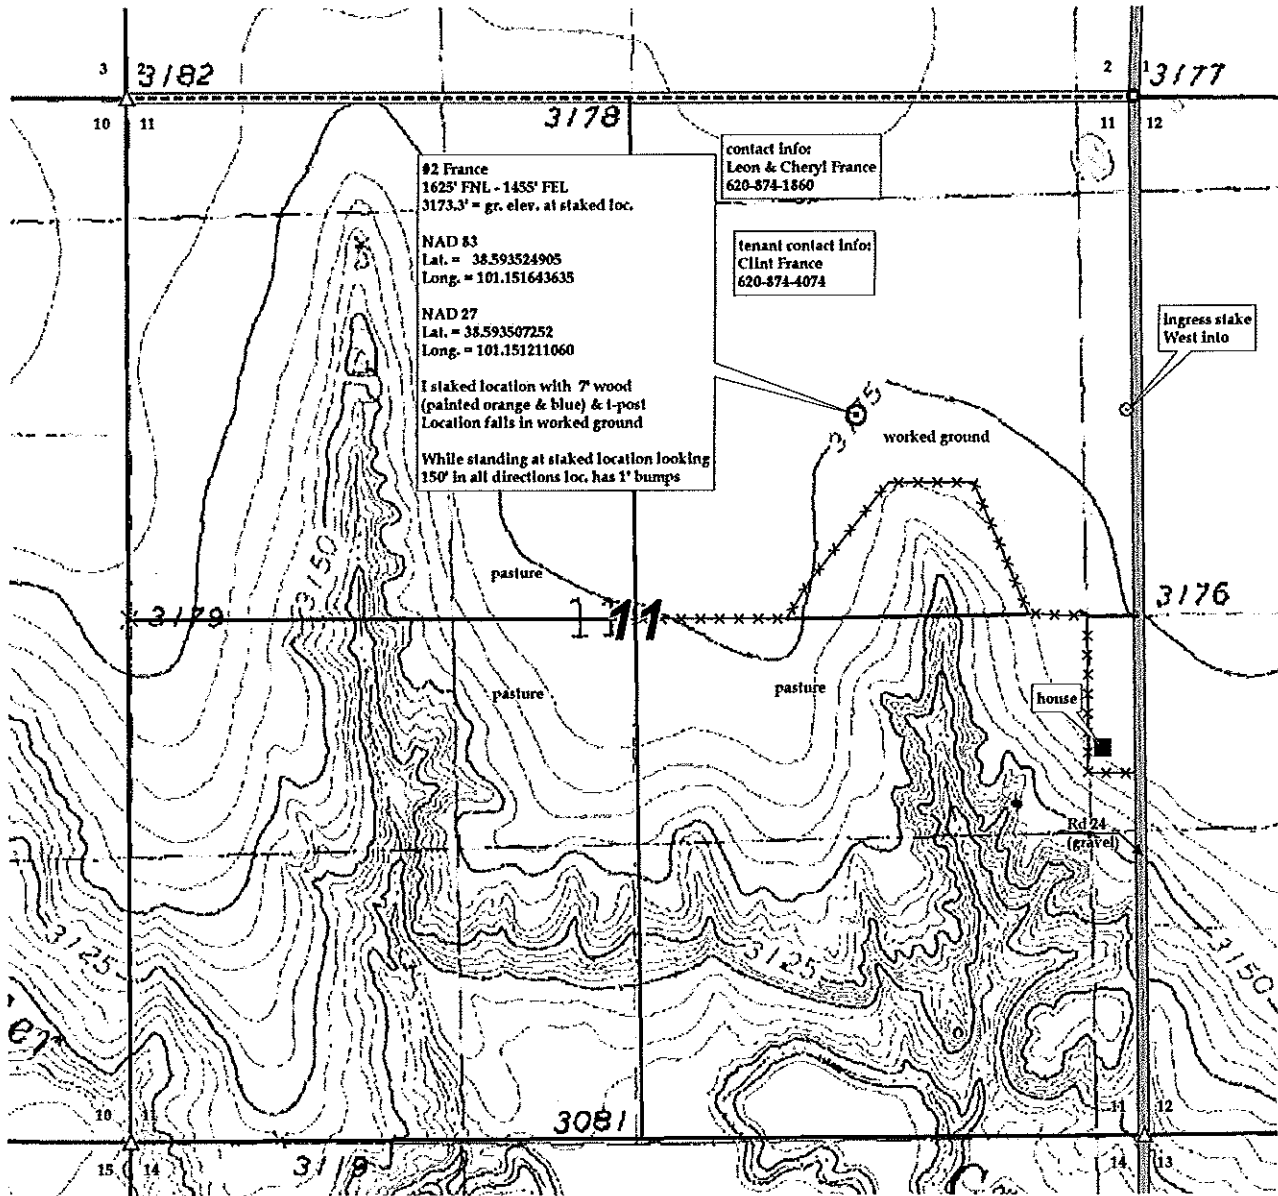 3 2 3182
2 1 3177
10 11
3178
11 12
contact info:
Leon & Cheryl France
620-874-1860
#2 France
1625' FNL - 1455' FEL
3173.3' = gr. elev. at staked loc.
NAD 83
Lat. = 38.593524905
Long. = 101.151643635
NAD 27
Lat. = 38.593507252
Long. = 101.151211060
I staked location with 7' wood
(painted orange & blue) & t-post
Location falls in worked ground
While standing at staked location looking
150' in all directions loc. has 1' bumps
tenant contact info:
Clint France
620-874-4074
Ingress stake
West into
3175
worked ground
3150
pasture
3179
11
11
3176
pasture
pasture
house
Rd 24
(gravel)
3125
3125
3150
10 11
3081
11 12
15 14
3119
14 13